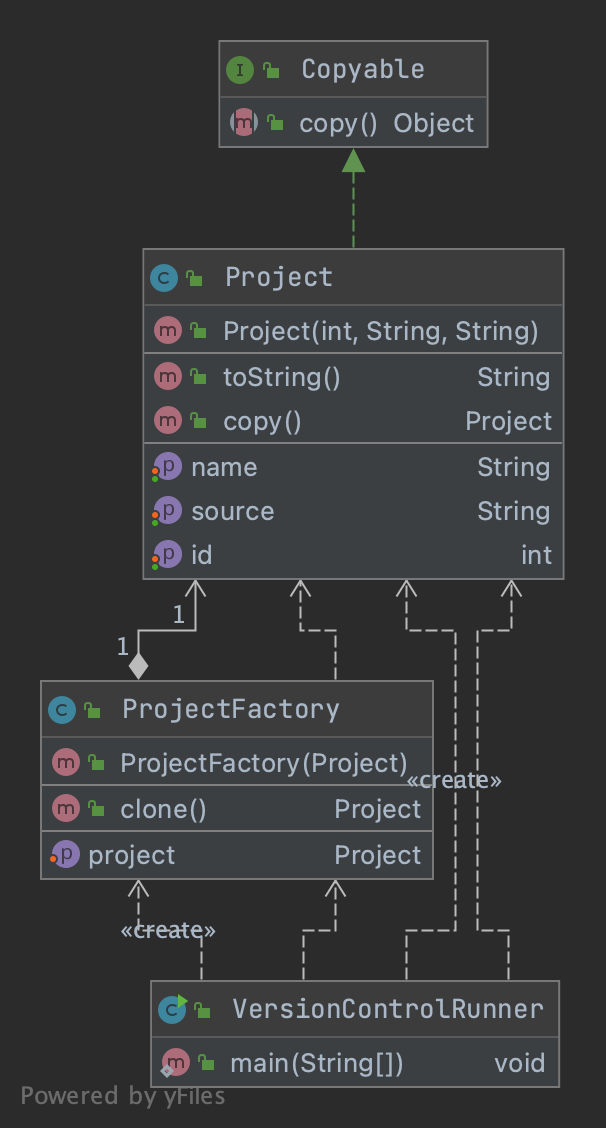 Copyable
copy() Object
Project
Project(int, String, String)
toString() String
copy() Project
name String
source String
id int
1
1
ProjectFactory
ProjectFactory(Project)
«create»
clone() Project
project Project
«create»
VersionControlRunner
main(String[]) void
Powered by yFiles